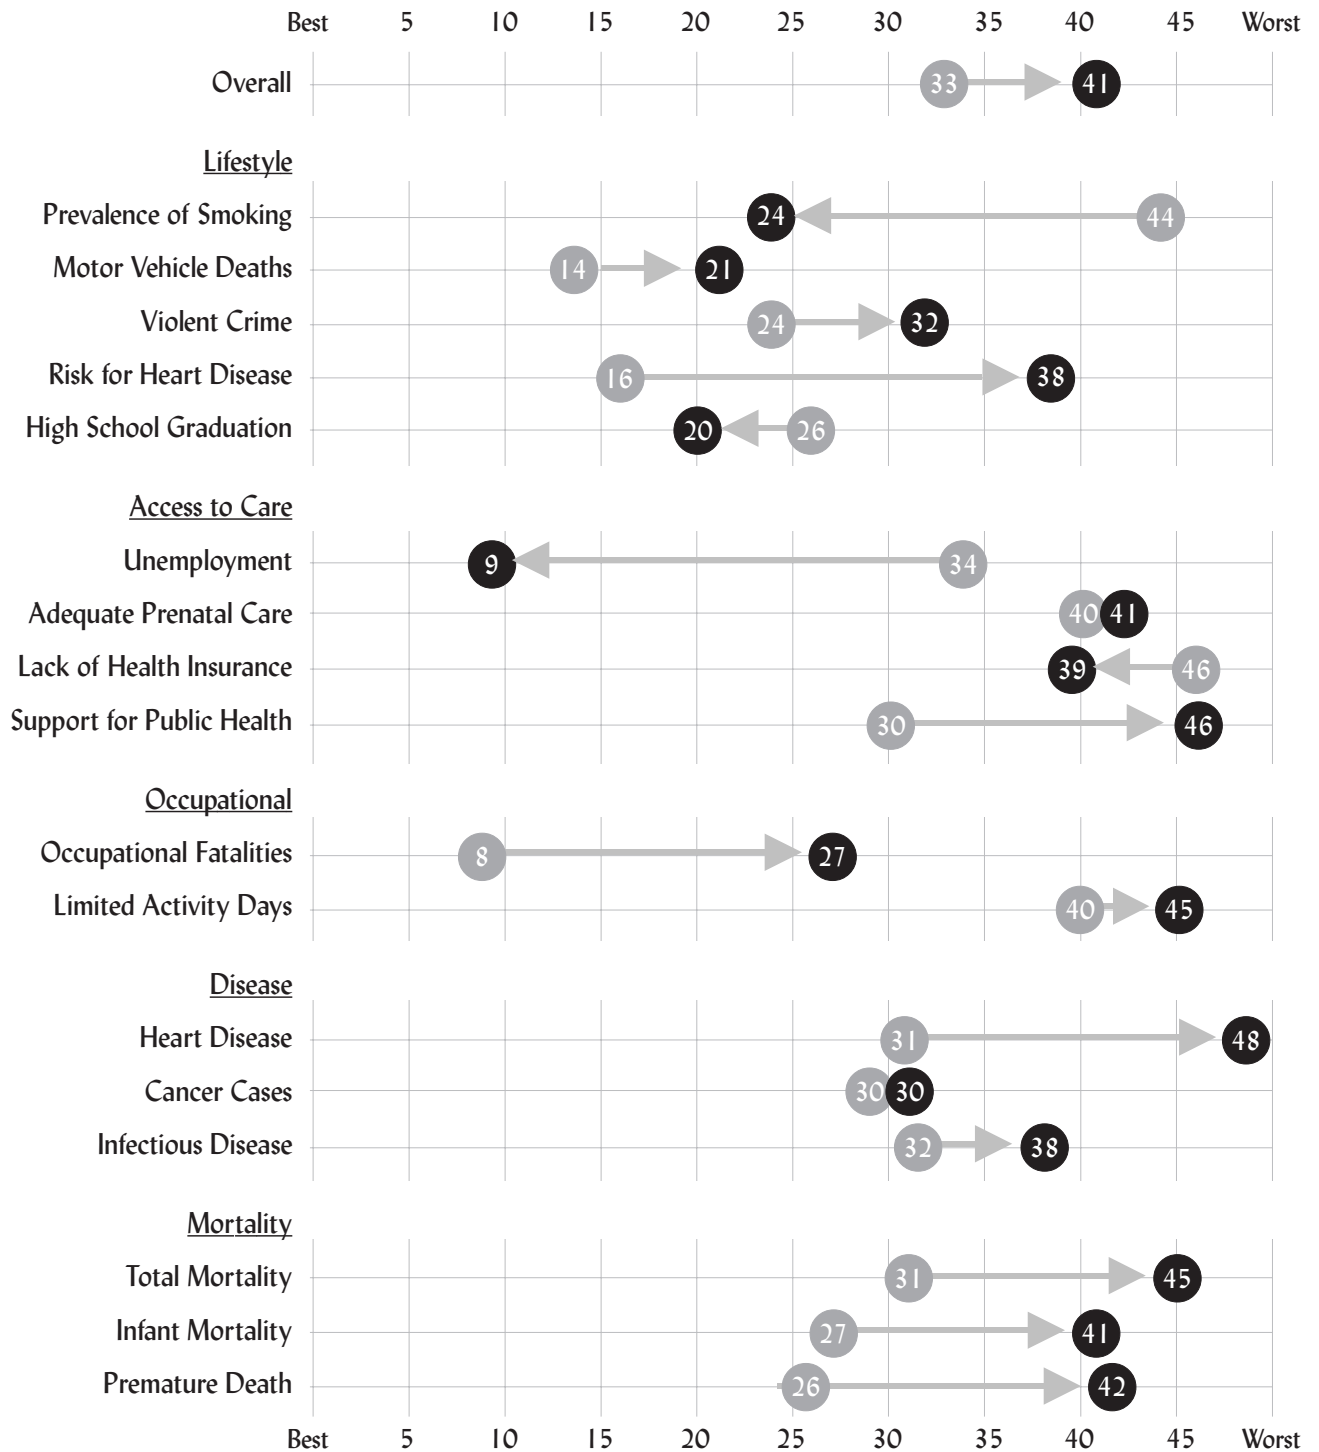 Best 5 10 15 20 25 30 35 40 45 Worst
Overall 33 41
Lifestyle
Prevalence of Smoking 24 44
Motor Vehicle Deaths 14 21
Violent Crime 24 32
Risk for Heart Disease 16 38
High School Graduation 20 26
Access to Care
Unemployment 9 34
Adequate Prenatal Care 40 41
Lack of Health Insurance 39 46
Support for Public Health 30 46
Occupational
Occupational Fatalities 8 27
Limited Activity Days 40 45
Disease
Heart Disease 31 48
Cancer Cases 30 30
Infectious Disease 32 38
Mortality
Total Mortality 31 45
Infant Mortality 27 41
Premature Death 26 42
Best 5 10 15 20 25 30 35 40 45 Worst